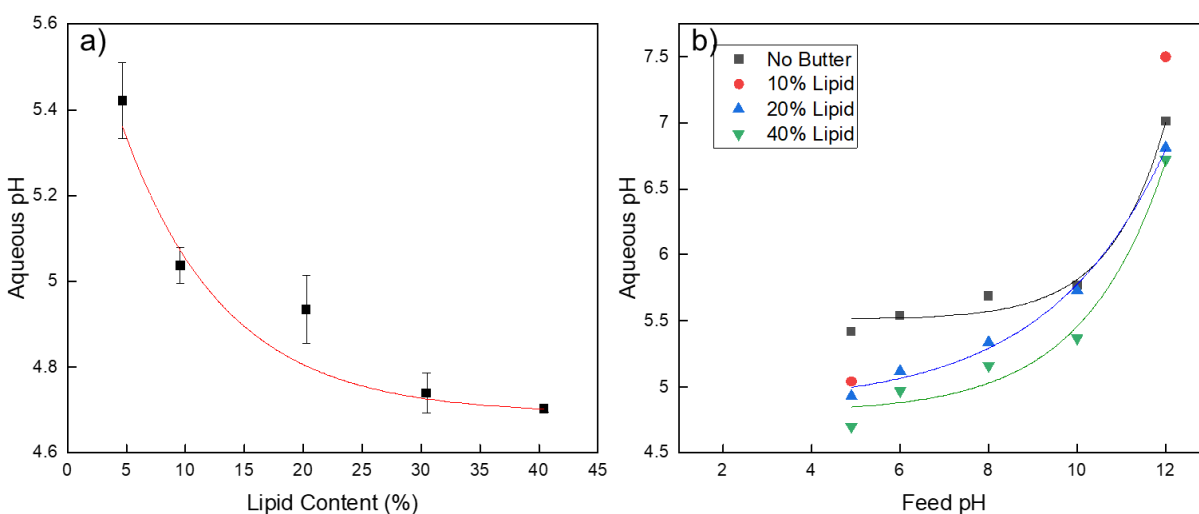 a)
5.6
5.4
5.2
5
4.8
4.6
0 5 10 15 20 25 30 35 40 45
Aqueous pH
Lipid Content (%)
b)
No Butter
10% Lipid
20% Lipid
40% Lipid
7.5
7
6.5
6
5.5
5
4.5
2 4 6 8 10 12
Aqueous pH
Feed pH